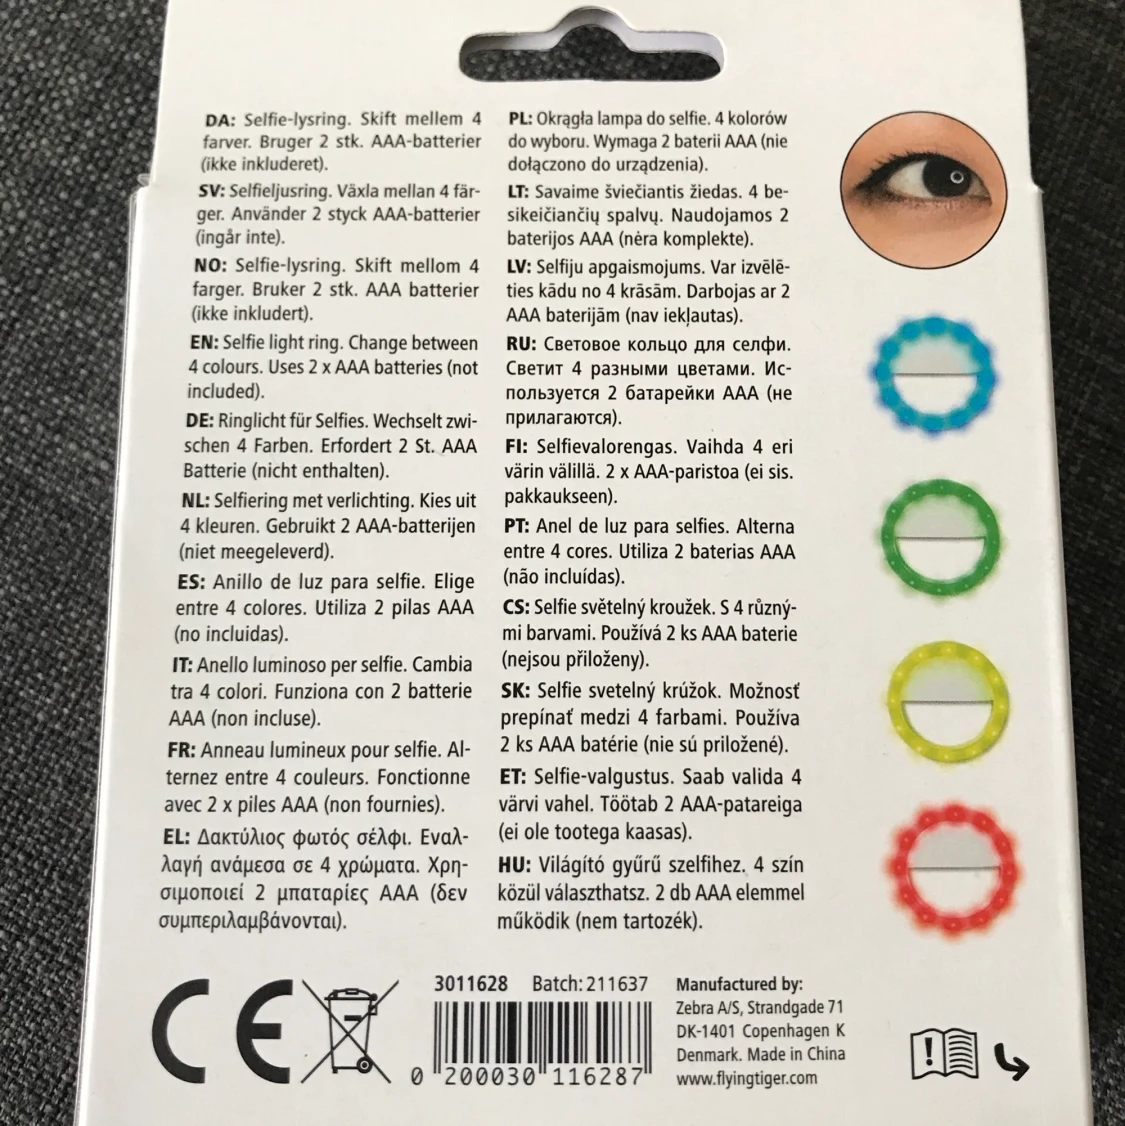 DA: Selfie-lysring. Skift mellem 4
farver. Bruger 2 stk. AAA-batterier
(ikke inkluderet).
SV: Selfieljusring. Växla mellan 4 fär-
ger. Använder 2 styck AAA-batterier
(ingår inte).
NO: Selfie-lysring. Skift mellom 4
farger. Bruker 2 stk. AAA batterier
(ikke inkludert).
EN: Selfie light ring. Change between
4 colours. Uses 2 x AAA batteries (not
included).
DE: Ringlicht für Selfies. Wechselt zwi-
schen 4 Farben. Erfordert 2 St. AAA
Batterie (nicht enthalten).
NL: Selfiering met verlichting. Kies uit
4 kleuren. Gebruikt 2 AAA-batterijen
(niet meegeleverd).
ES: Anillo de luz para selfie. Elige
entre 4 colores. Utiliza 2 pilas AAA
(no incluidas).
IT: Anello luminoso per selfie. Cambia
tra 4 colori. Funziona con 2 batterie
AAA (non incluse).
FR: Anneau lumineux pour selfie. Al-
ternez entre 4 couleurs. Fonctionne
avec 2 x piles AAA (non fournies).
EL: Δακτύλιος φωτός σέλφι. Εναλ-
λαγή ανάμεσα σε 4 χρώματα. Χρη-
σιμοποιεί 2 μπαταρίες AAA (δεν
συμπεριλαμβάνονται).
PL: Okrągła lampa do selfie. 4 kolorów
do wyboru. Wymaga 2 baterii AAA (nie
dołączono do urządzenia).
LT: Savaime šviečiantis žiedas. 4 be-
sikeičiančių spalvų. Naudojamos 2
baterijos AAA (nėra komplekte).
LV: Selfiju apgaismojums. Var izvēlē-
ties kādu no 4 krāsām. Darbojas ar 2
AAA baterijām (nav iekļautas).
RU: Световое кольцо для селфи.
Светит 4 разными цветами. Ис-
пользуется 2 батарейки AAA (не
прилагаются).
FI: Selfievalorengas. Vaihda 4 eri
värin välillä. 2 x AAA-paristoa (ei sis.
pakkaukseen).
PT: Anel de luz para selfies. Alterna
entre 4 cores. Utiliza 2 baterias AAA
(não incluídas).
CS: Selfie světelný kroužek. S 4 různý-
mi barvami. Používá 2 ks AAA baterie
(nejsou přiloženy).
SK: Selfie svetelný krúžok. Možnosť
prepínať medzi 4 farbami. Používa
2 ks AAA batérie (nie sú priložené).
ET: Selfie-valgustus. Saab valida 4
värvi vahel. Töötab 2 AAA-patareiga
(ei ole tootega kaasas).
HU: Világító gyűrű szelfihez. 4 szín
közül választhatsz. 2 db AAA elemmel
működik (nem tartozék).
CE
3011628 Batch: 211637
0 200030 116287
Manufactured by:
Zebra A/S, Strandgade 71
DK-1401 Copenhagen K
Denmark. Made in China
www.flyingtiger.com